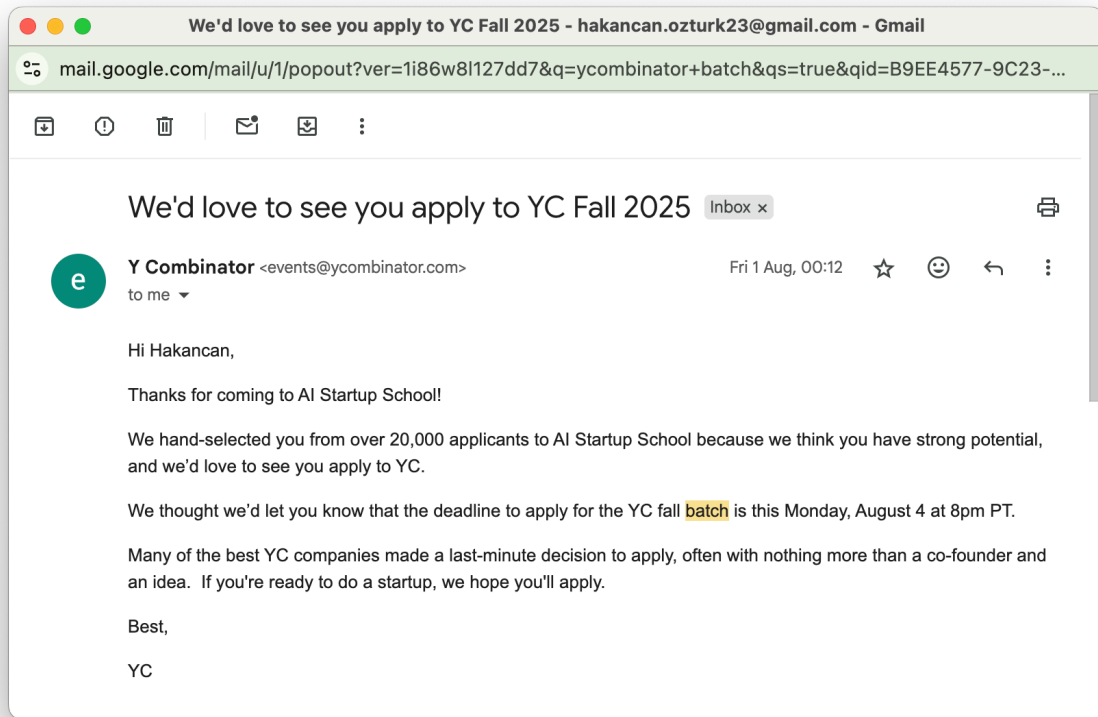 We'd love to see you apply to YC Fall 2025 - hakancan.ozturk23@gmail.com - Gmail
mail.google.com/mail/u/1/popout?ver=1i86w8l127dd7&q=ycombinator+batch&qs=true&qid=B9EE4577-9C23-...
We'd love to see you apply to YC Fall 2025 Inbox x
e
Y Combinator <events@ycombinator.com> Fri 1 Aug, 00:12
to me
Hi Hakancan,
Thanks for coming to AI Startup School!
We hand-selected you from over 20,000 applicants to AI Startup School because we think you have strong potential,
and we’d love to see you apply to YC.
We thought we’d let you know that the deadline to apply for the YC fall batch is this Monday, August 4 at 8pm PT.
Many of the best YC companies made a last-minute decision to apply, often with nothing more than a co-founder and
an idea.  If you're ready to do a startup, we hope you'll apply.
Best,
YC